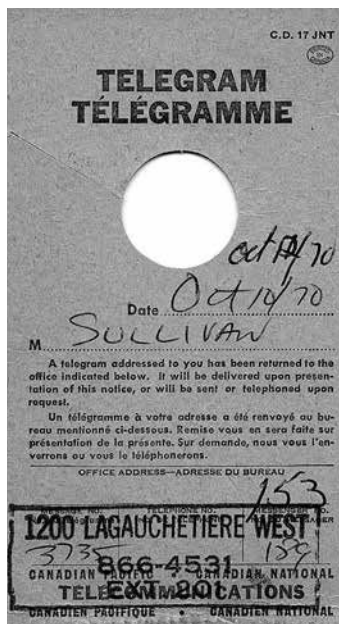 C.D. 17 JNT
TELEGRAM
TÉLÉGRAMME
Oct 70
Date Oct 10/70
M SULLIVAN
A telegram addressed to you has been returned to the
office indicated below. It will be delivered upon presen-
tation of this notice, or will be sent or telephoned upon
request.
Un télégramme à votre adresse a été renvoyé au bu-
reau mentionné ci-dessous. Remise vous en sera faite sur
présentation de la présente. Sur demande, nous vous l'en-
verrons ou vous le téléphonerons.
OFFICE ADDRESS—ADRESSE DU BUREAU
153
TELEPHONE NO.
1200 LAGAUCHETIERE WEST
3735 866-4531 189
CANADIAN PACIFIC • CANADIAN NATIONAL
TELECOMMUNICATIONS
EXT 201
CANADIEN PACIFIQUE • CANADIEN NATIONAL